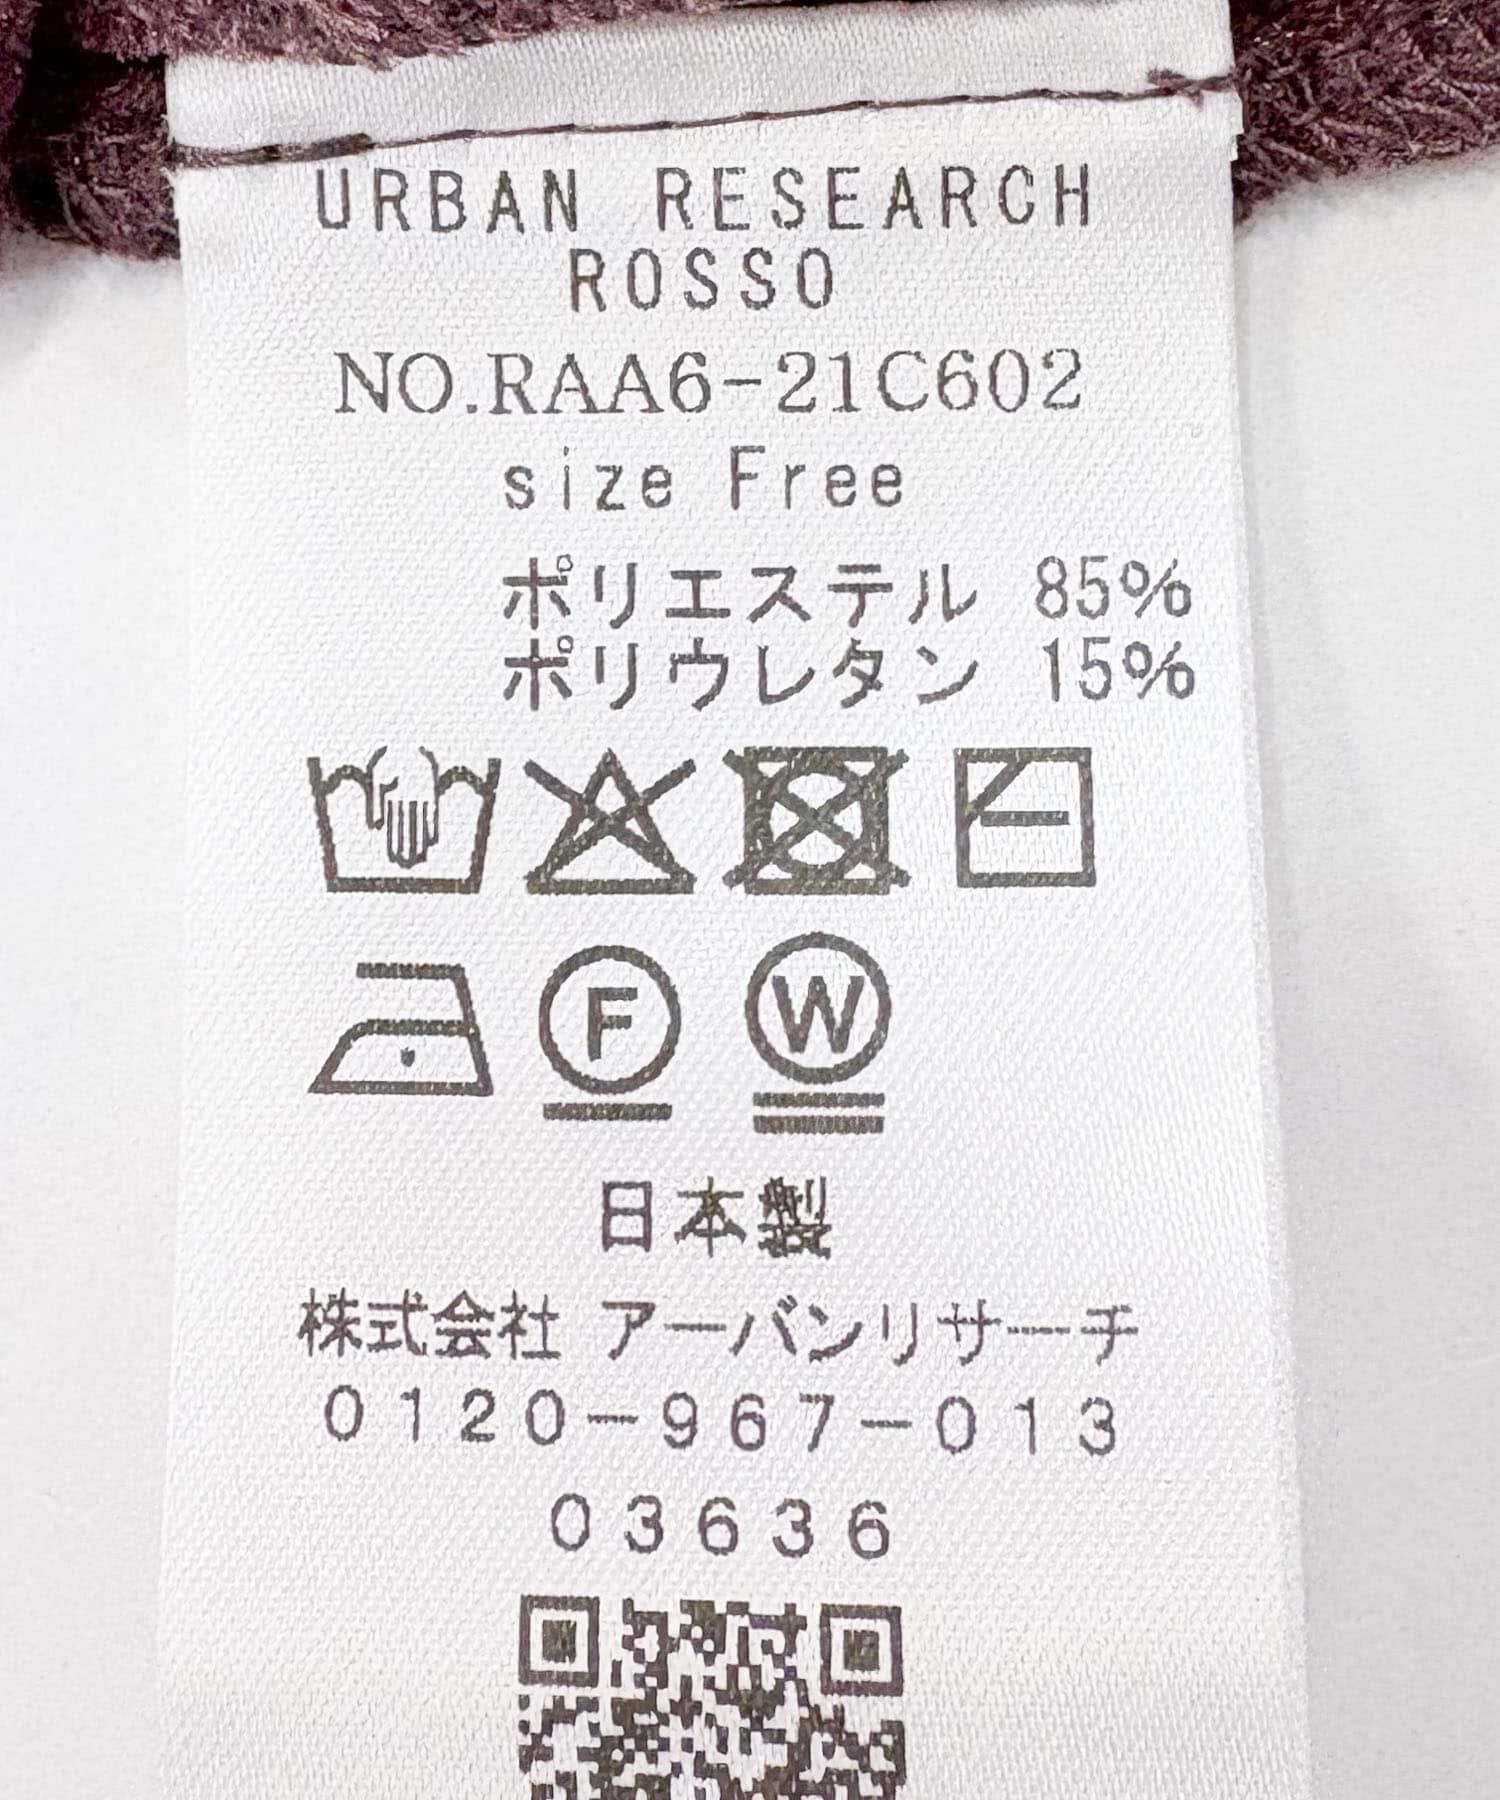 URBAN RESEARCH
ROSSO
NO.RAA6-21C602
size Free
ポリエステル 85%
ポリウレタン 15%
F
W
日本製
株式会社 アーバンリサーチ
0120-967-013
03636